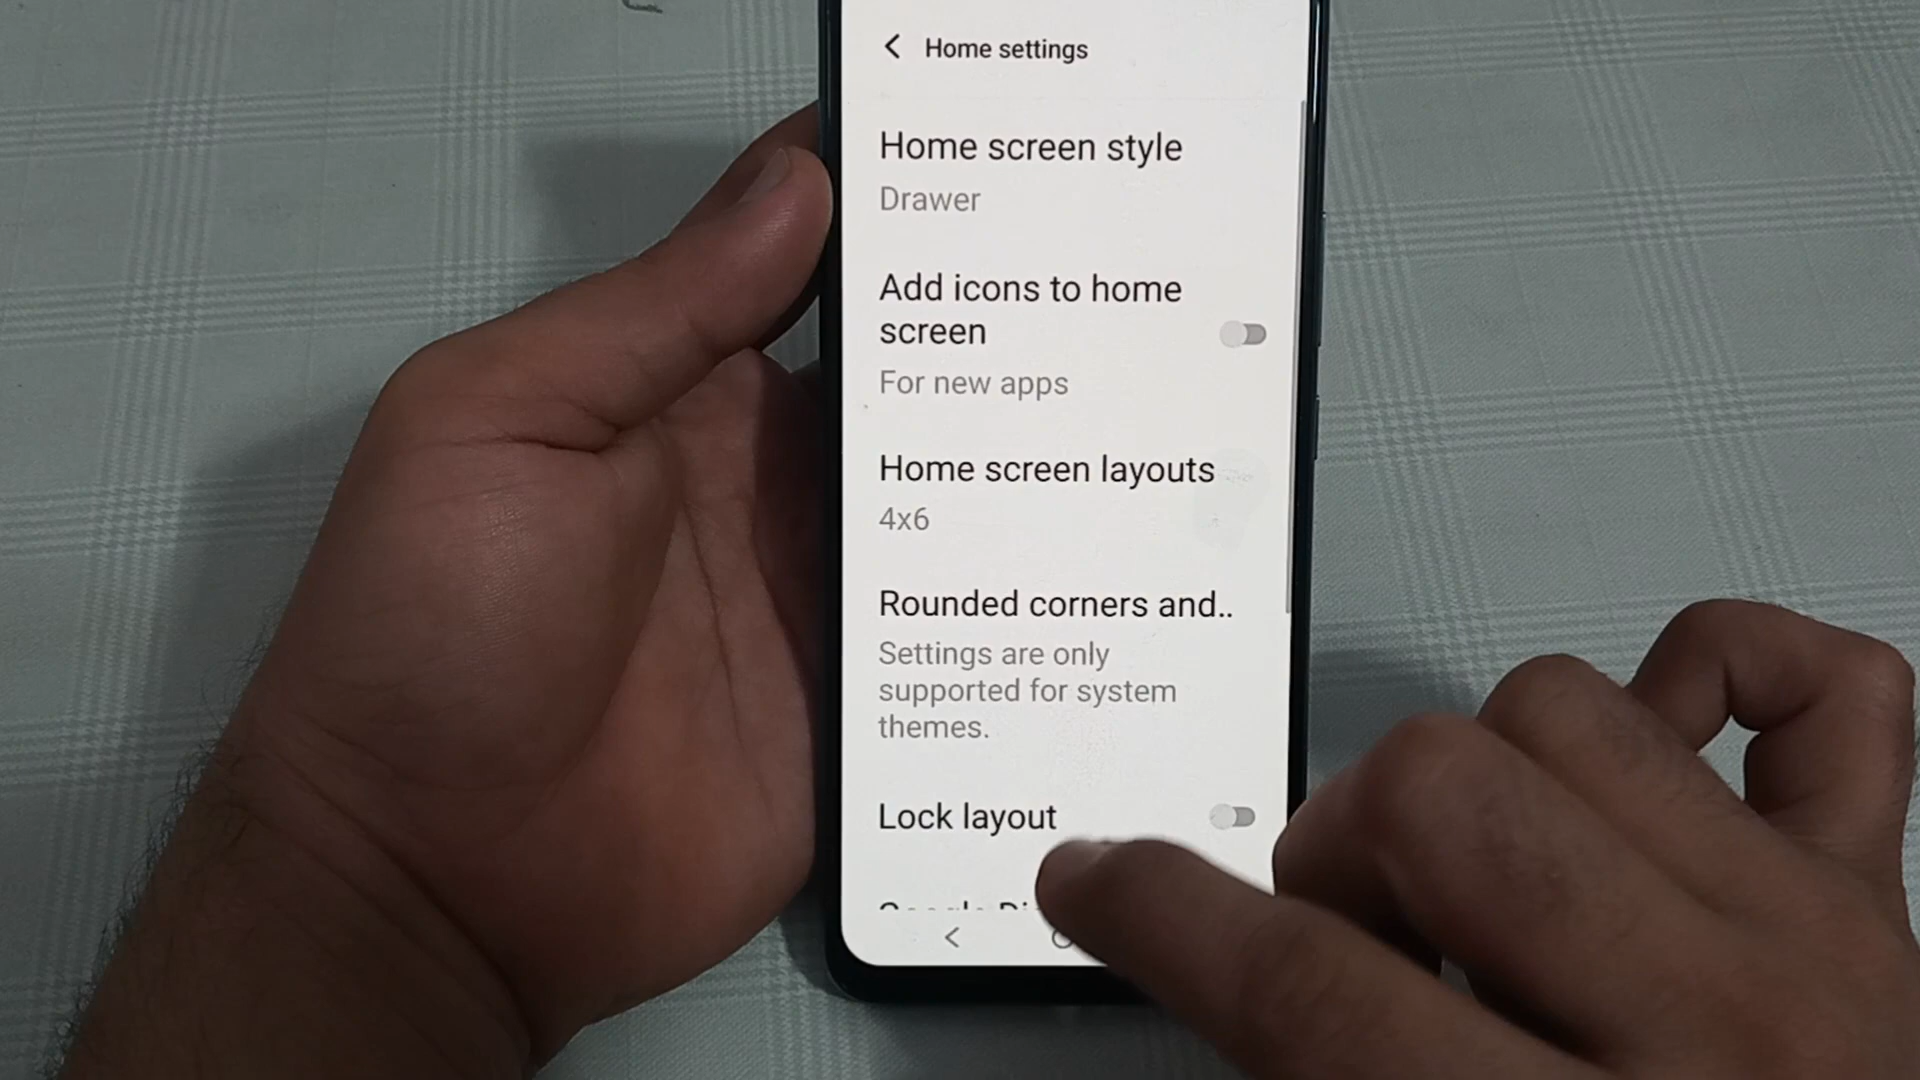 Home settings
Home screen style
Drawer
Add icons to home
screen
For new apps
Home screen layouts
4x6
Rounded corners and..
Settings are only
supported for system
themes.
Lock layout